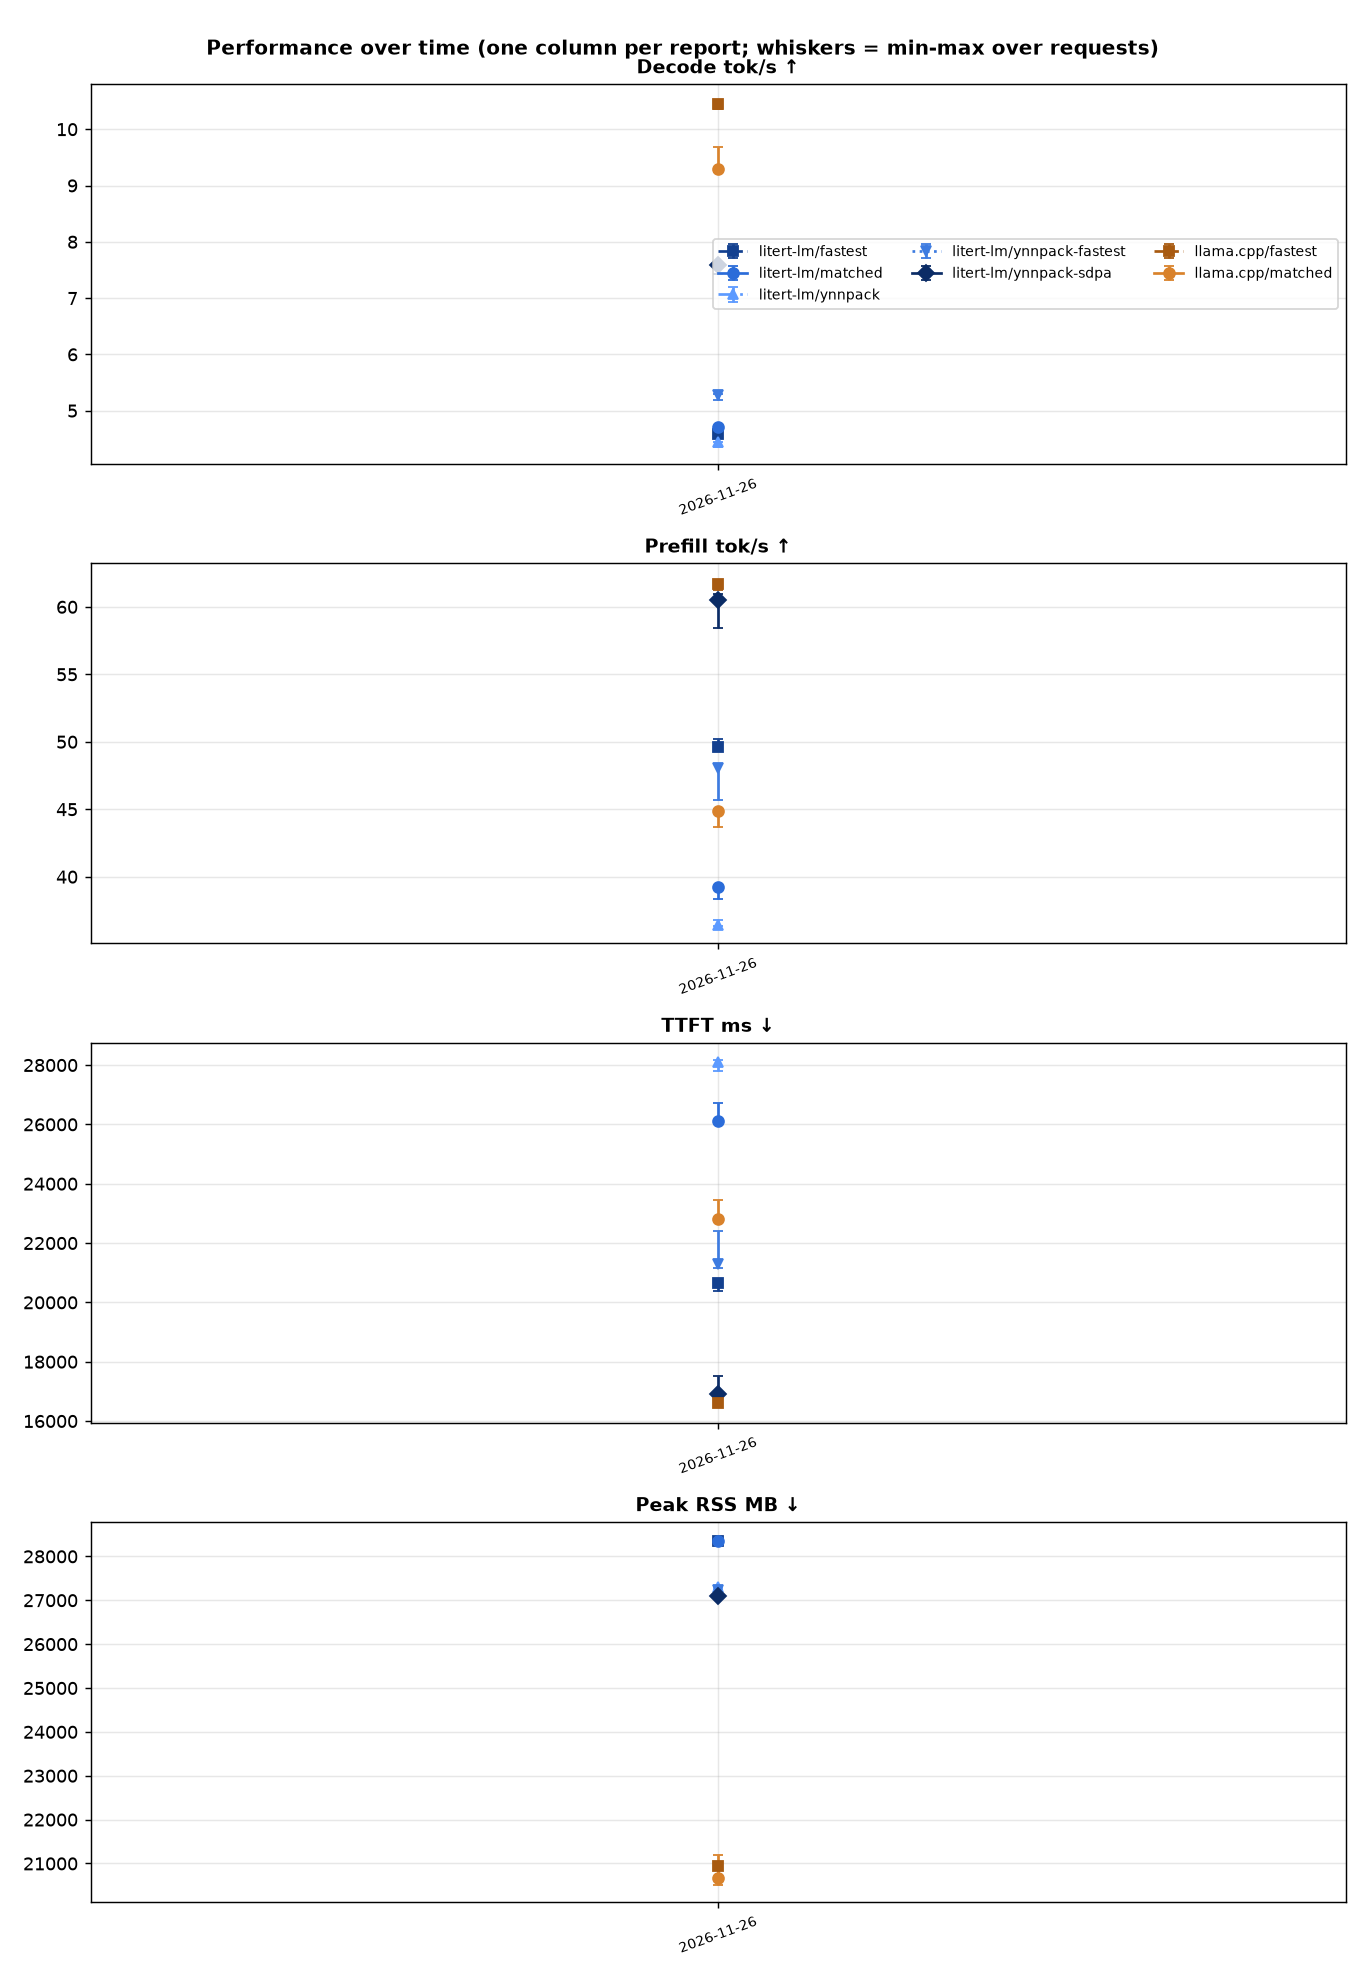 Performance over time (one column per report; whiskers = min-max over requests)
Decode tok/s ↑
10
9
8
7
6
5
litert-lm/fastest
litert-lm/matched
litert-lm/ynnpack
litert-lm/ynnpack-fastest
litert-lm/ynnpack-sdpa
llama.cpp/fastest
llama.cpp/matched
2026-11-26
Prefill tok/s ↑
60
55
50
45
40
2026-11-26
TTFT ms ↓
28000
26000
24000
22000
20000
18000
16000
2026-11-26
Peak RSS MB ↓
28000
27000
26000
25000
24000
23000
22000
21000
2026-11-26